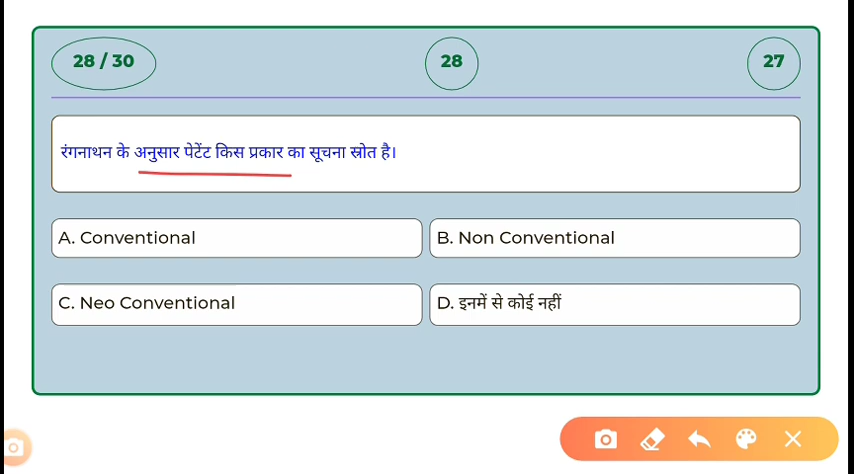 28 / 30
28
27
रंगनाथन के अनुसार पेटेंट किस प्रकार का सूचना स्रोत है।
A. Conventional
B. Non Conventional
C. Neo Conventional
D. इनमें से कोई नहीं